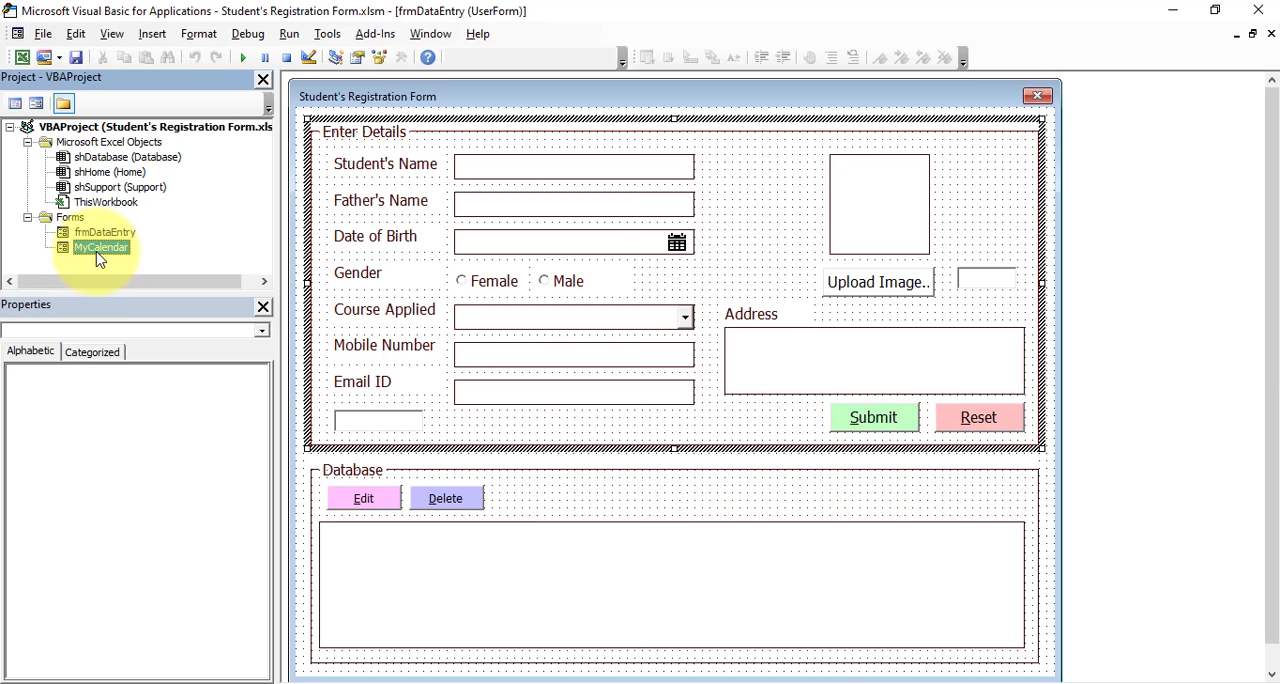 Microsoft Visual Basic for Applications - Student's Registration Form.xlsm - [frmDataEntry (UserForm)]
File Edit View Insert Format Debug Run Tools Add-Ins Window Help
Project - VBAProject
VBAProject (Student's Registration Form.xls
Microsoft Excel Objects
shDatabase (Database)
shHome (Home)
shSupport (Support)
ThisWorkbook
Forms
frmDataEntry
MyCalendar
Properties
Alphabetic Categorized
Student's Registration Form
Enter Details
Student's Name
Father's Name
Date of Birth
Gender
Female Male
Course Applied
Mobile Number
Email ID
Upload Image..
Address
Submit Reset
Database
Edit Delete